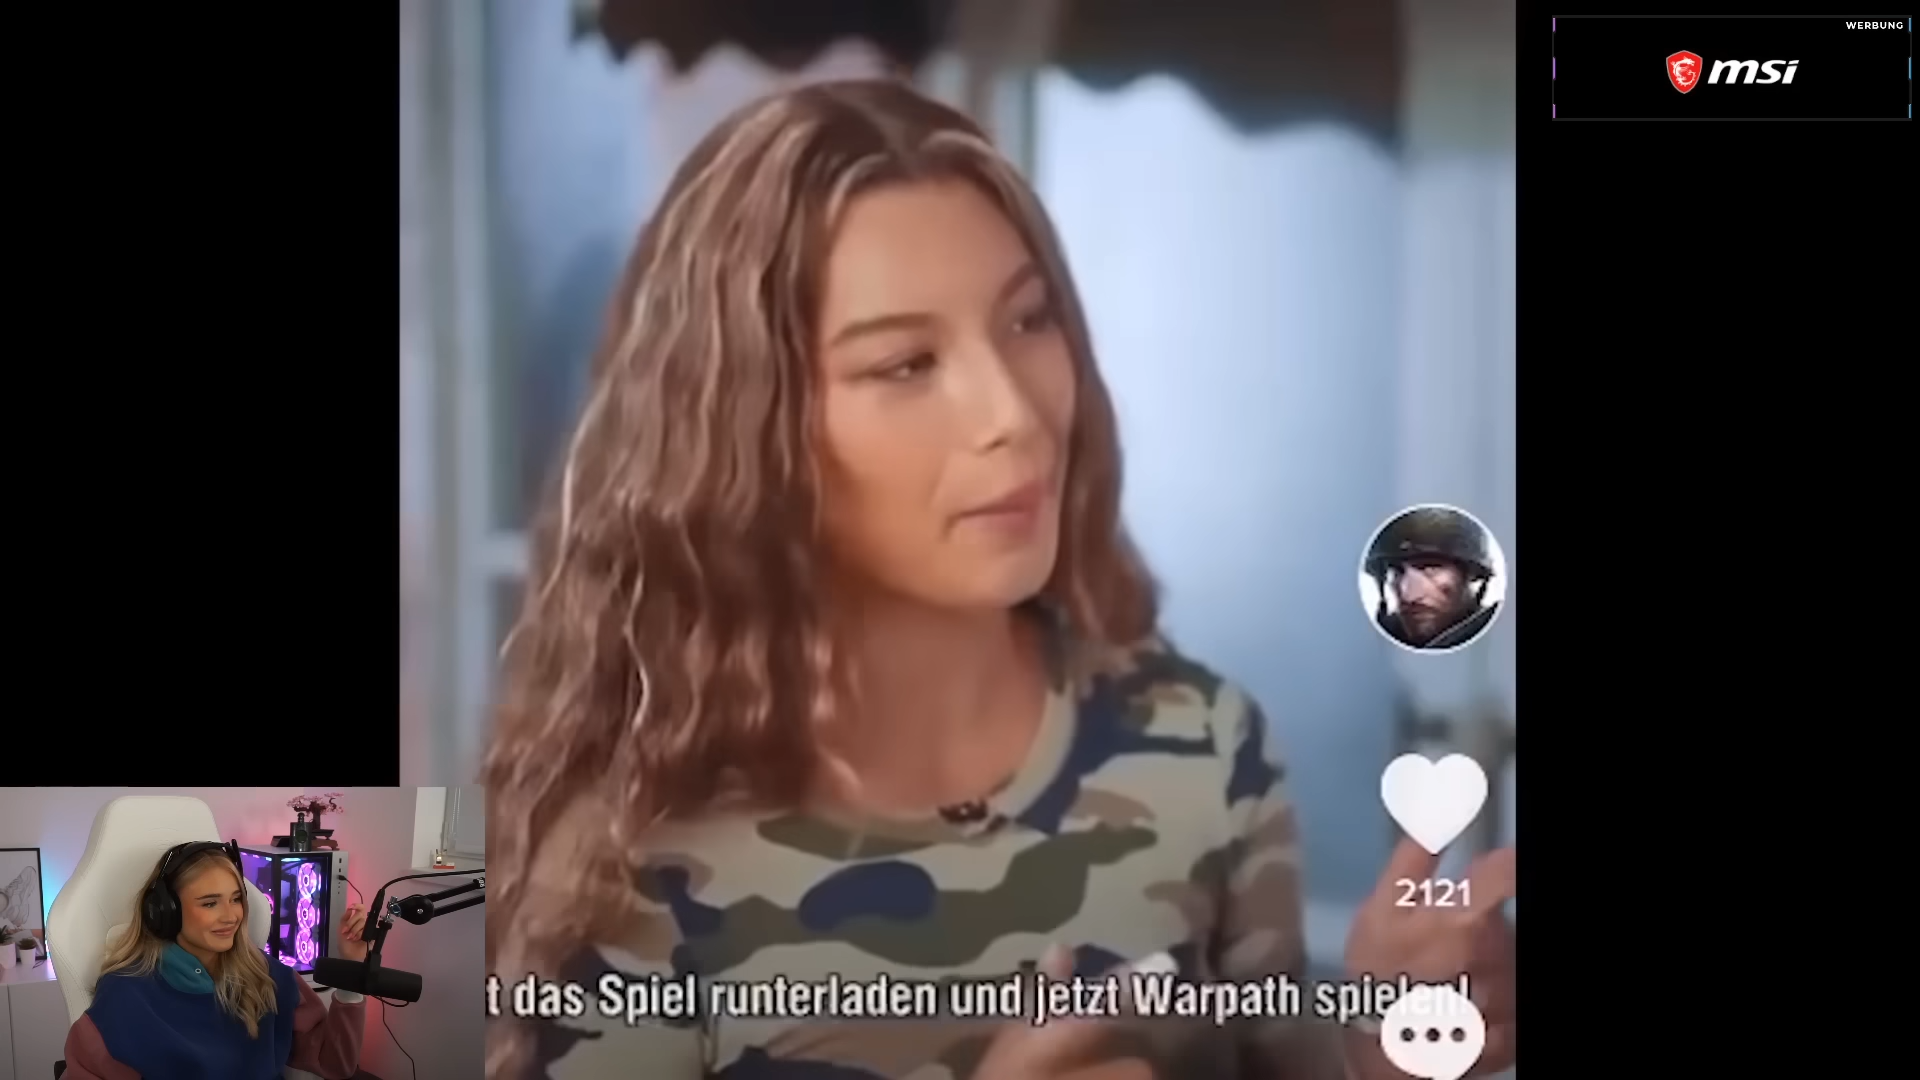 WERBUNG
msi
2121
t das Spiel runterladen und jetzt Warpath spielen!